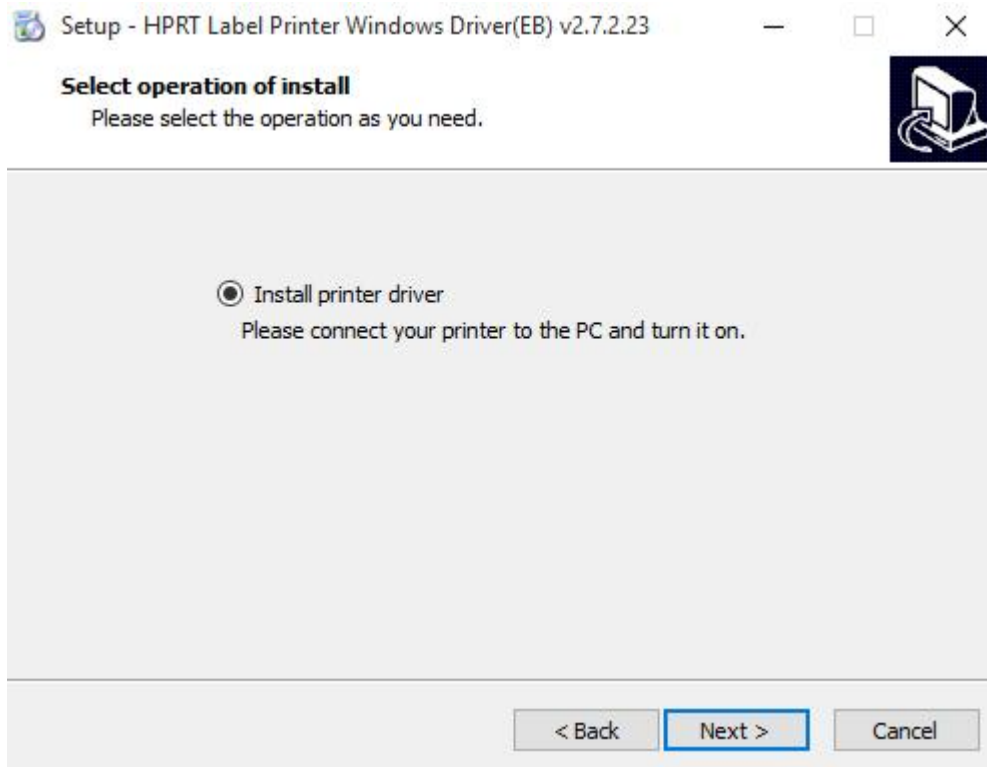 Setup - HPRT Label Printer Windows Driver(EB) v2.7.2.23
Select operation of install
Please select the operation as you need.
Install printer driver
Please connect your printer to the PC and turn it on.
< Back
Next >
Cancel